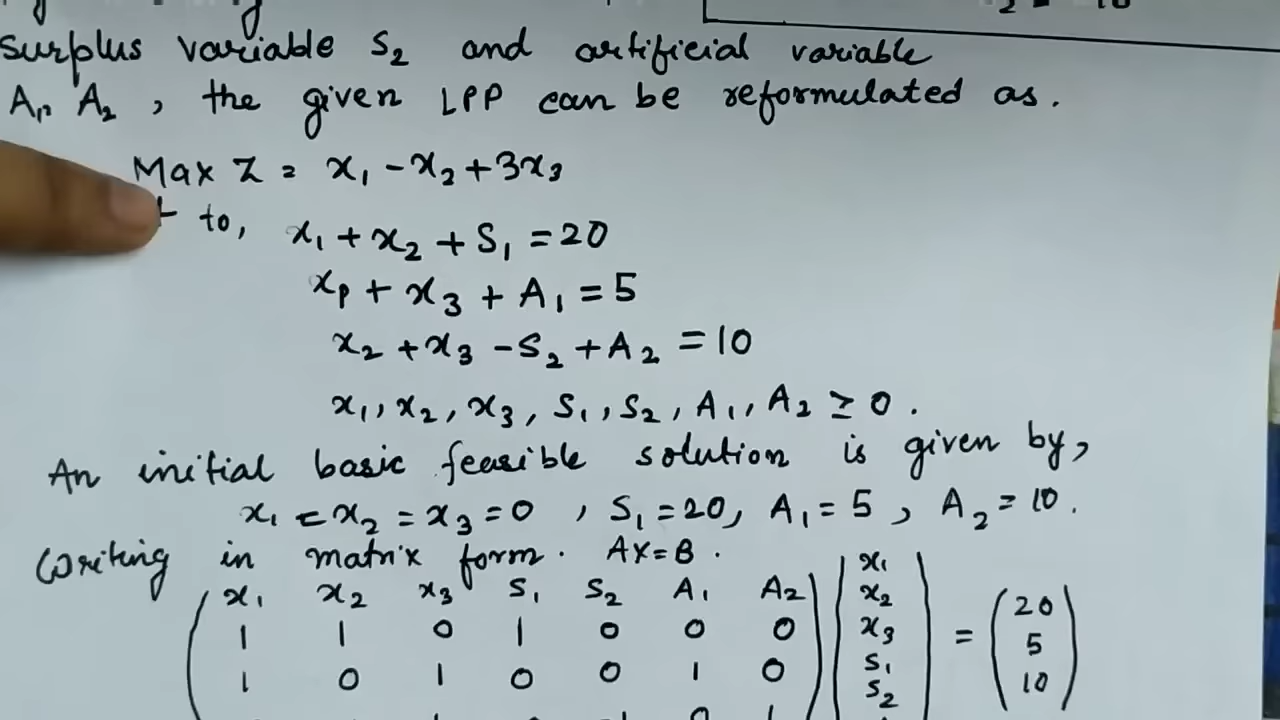 surplus variable S₂ and artificial variable
A₁, A₂, the given LPP can be reformulated as.
Max Z = x₁ - x₂ + 3x₃
to,
x₁ + x₂ + S₁ = 20
x₁ + x₃ + A₁ = 5
x₂ + x₃ - S₂ + A₂ = 10
x₁, x₂, x₃, S₁, S₂, A₁, A₂ ≥ 0.
An initial basic feasible solution is given by,
x₁ = x₂ = x₃ = 0, S₁ = 20, A₁ = 5, A₂ = 10.
Writing in matrix form. AX = B.
x₁ x₂ x₃ S₁ S₂ A₁ A₂
1 1 0 1 0 0 0
1 0 1 0 0 1 0
x₁
x₂
x₃
S₁
S₂
=
20
5
10